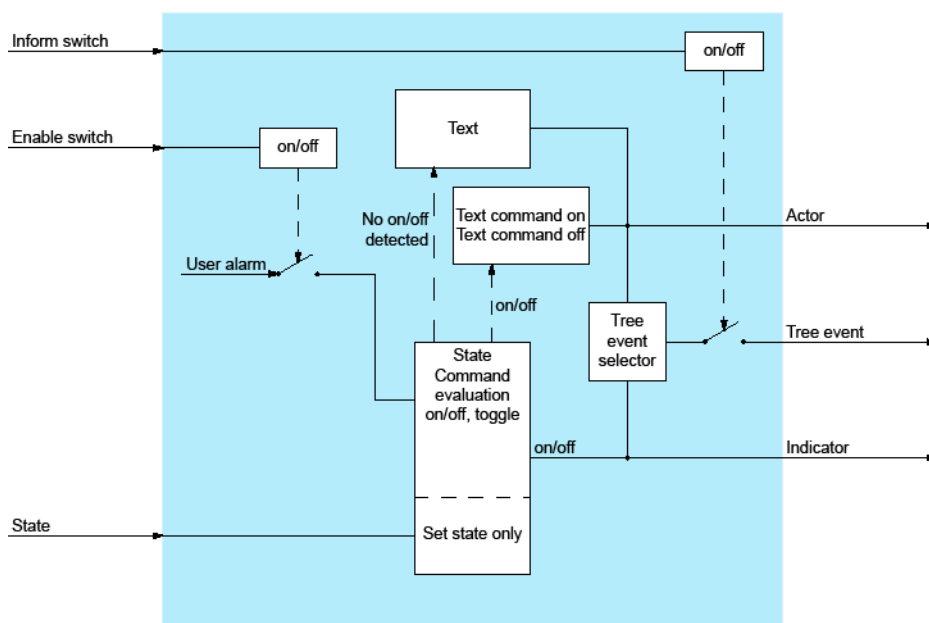 Inform switch
on/off
Text
Enable switch
on/off
No on/off
detected
Text command on
Text command off
Actor
User alarm
on/off
Tree
event
selector
Tree event
State
Command
evaluation
on/off, toggle
on/off
Indicator
State
Set state only